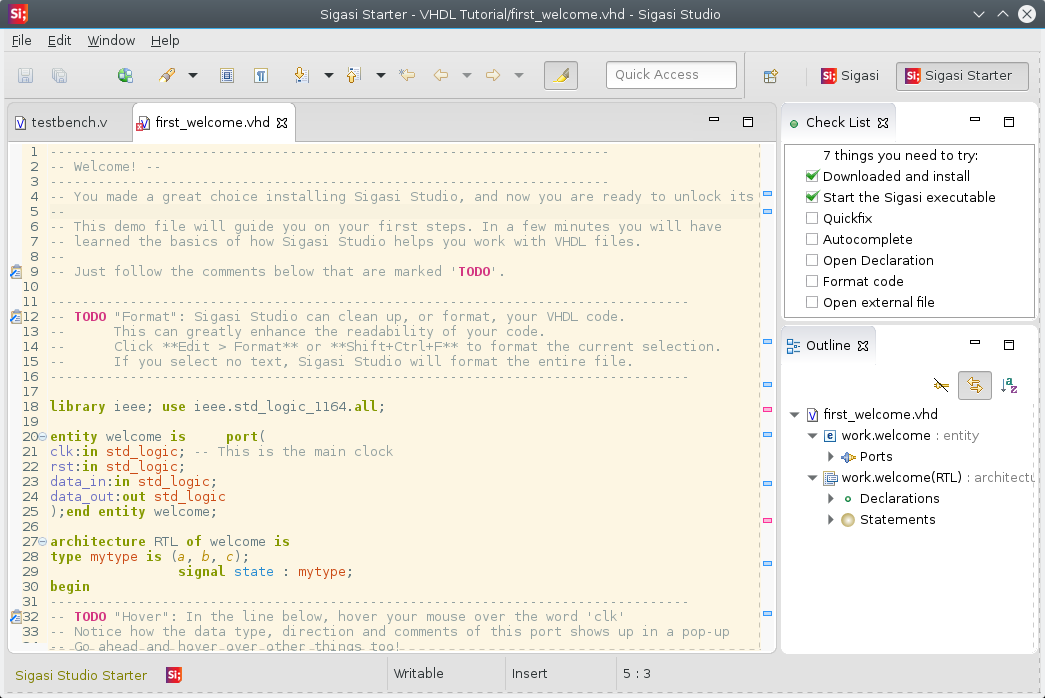 Sigasi Starter - VHDL Tutorial/first_welcome.vhd - Sigasi Studio
File Edit Window Help
Quick Access
Sigasi
Sigasi Starter
testbench.v
first_welcome.vhd
1 ----------------------------------------------------------------------
2 -- Welcome! --
3 ----------------------------------------------------------------------
4 -- You made a great choice installing Sigasi Studio, and now you are ready to unlock its
5 --
6 -- This demo file will guide you on your first steps. In a few minutes you will have
7 -- learned the basics of how Sigasi Studio helps you work with VHDL files.
8 --
9 -- Just follow the comments below that are marked 'TODO'.
10
11 --------------------------------------------------------------------------------
12 -- TODO "Format": Sigasi Studio can clean up, or format, your VHDL code.
13 --      This can greatly enhance the readability of your code.
14 --      Click **Edit > Format** or **Shift+Ctrl+F** to format the current selection.
15 --      If you select no text, Sigasi Studio will format the entire file.
16 --------------------------------------------------------------------------------
17
18 library ieee; use ieee.std_logic_1164.all;
19
20 entity welcome is     port(
21 clk:in std_logic; -- This is the main clock
22 rst:in std_logic;
23 data_in:in std_logic;
24 data_out:out std_logic
25 );end entity welcome;
26
27 architecture RTL of welcome is
28 type mytype is (a, b, c);
29                 signal state : mytype;
30 begin
31 --------------------------------------------------------------------------------
32 -- TODO "Hover": In the line below, hover your mouse over the word 'clk'
33 -- Notice how the data type, direction and comments of this port shows up in a pop-up
-- Go ahead and hover over other things too!
Check List
7 things you need to try:
Downloaded and install
Start the Sigasi executable
Quickfix
Autocomplete
Open Declaration
Format code
Open external file
Outline
first_welcome.vhd
work.welcome : entity
Ports
work.welcome(RTL) : architectu
Declarations
Statements
Sigasi Studio Starter
Writable
Insert
5 : 3